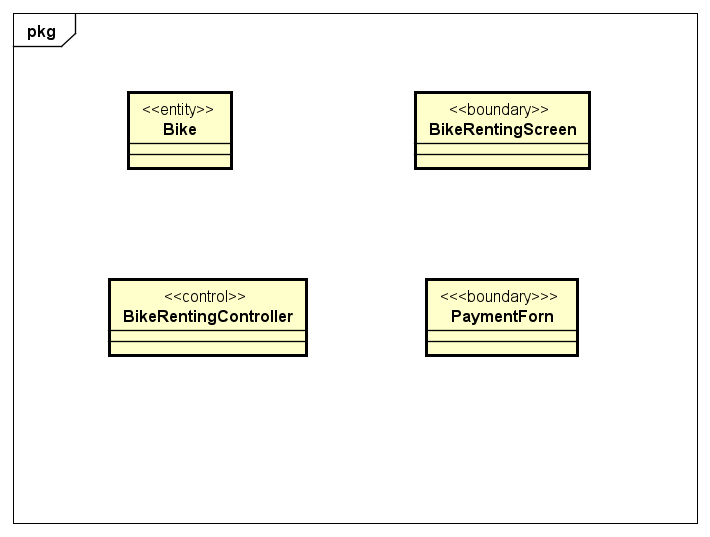 pkg
<<entity>>
Bike
<<boundary>>
BikeRentingScreen
<<control>>
BikeRentingController
<<<boundary>>>
PaymentForn